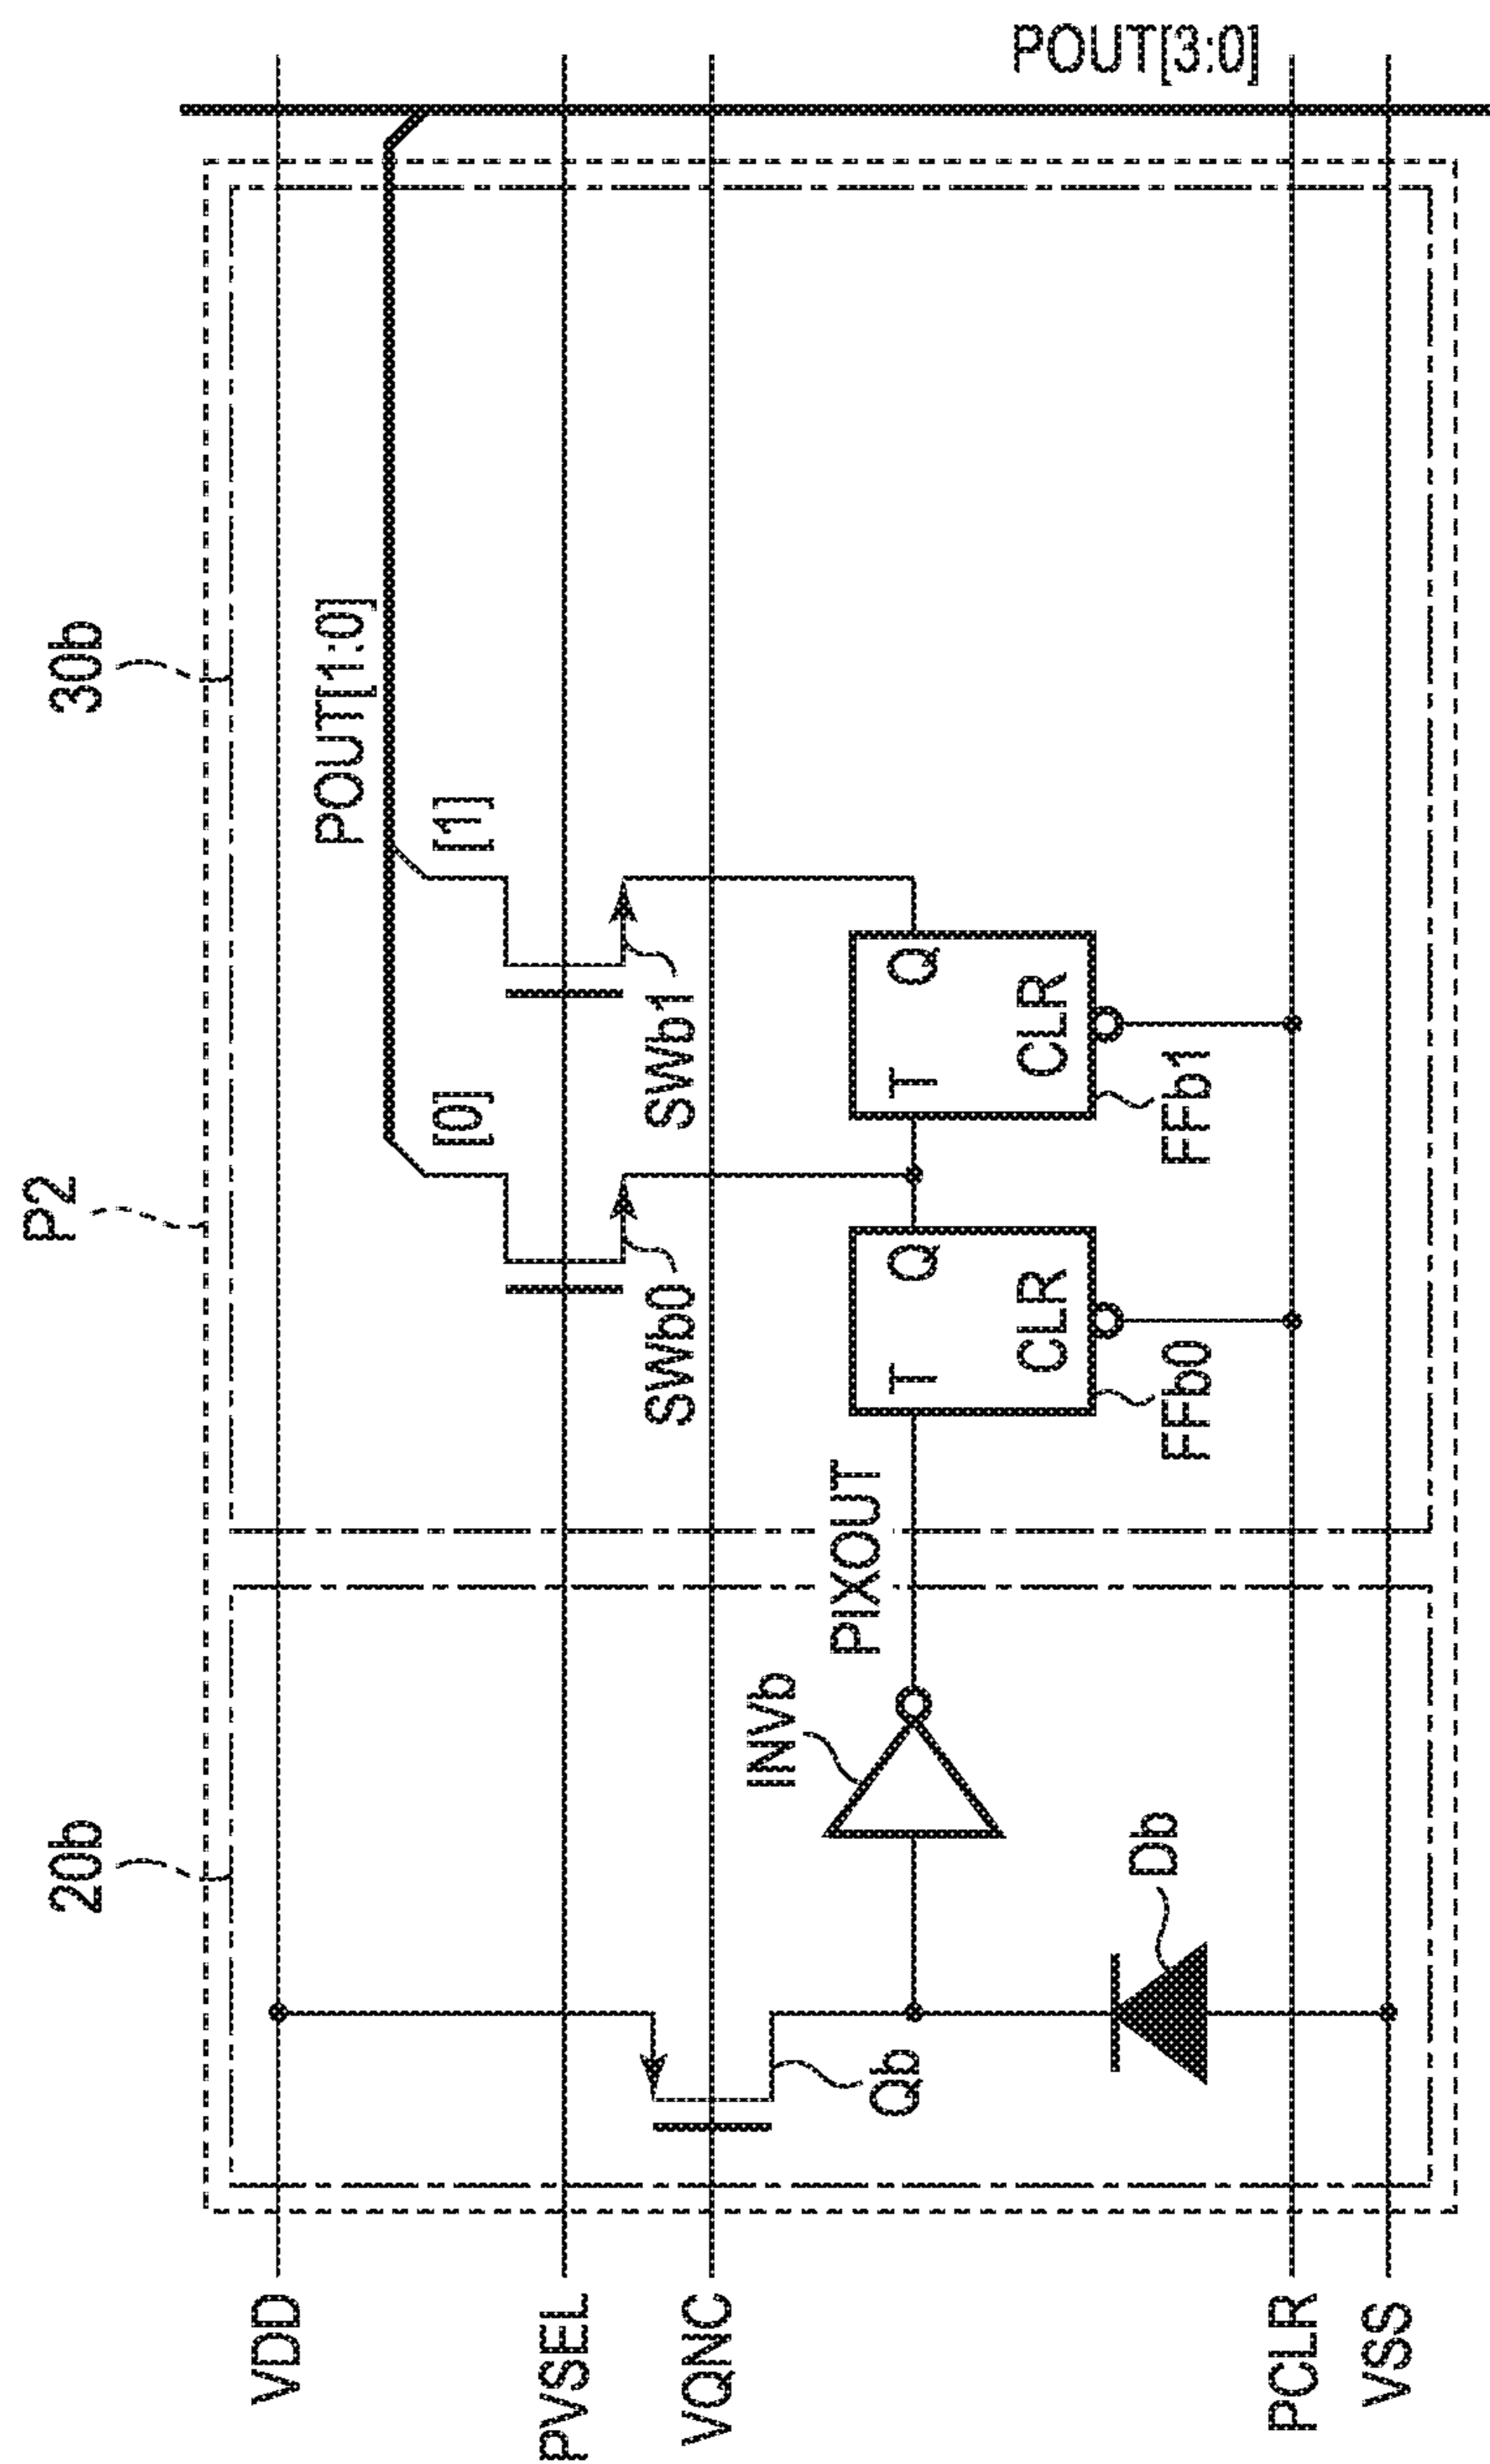 P2
20b
30b
VDD
POUT[3:0]
POUT[1:0]
[0]
[1]
PVSEL
SWb0
SWb1
VQNC
INVb
PIXOUT
T
Q
CLR
T
Q
CLR
Qb
Db
FFb0
FFb1
PCLR
VSS